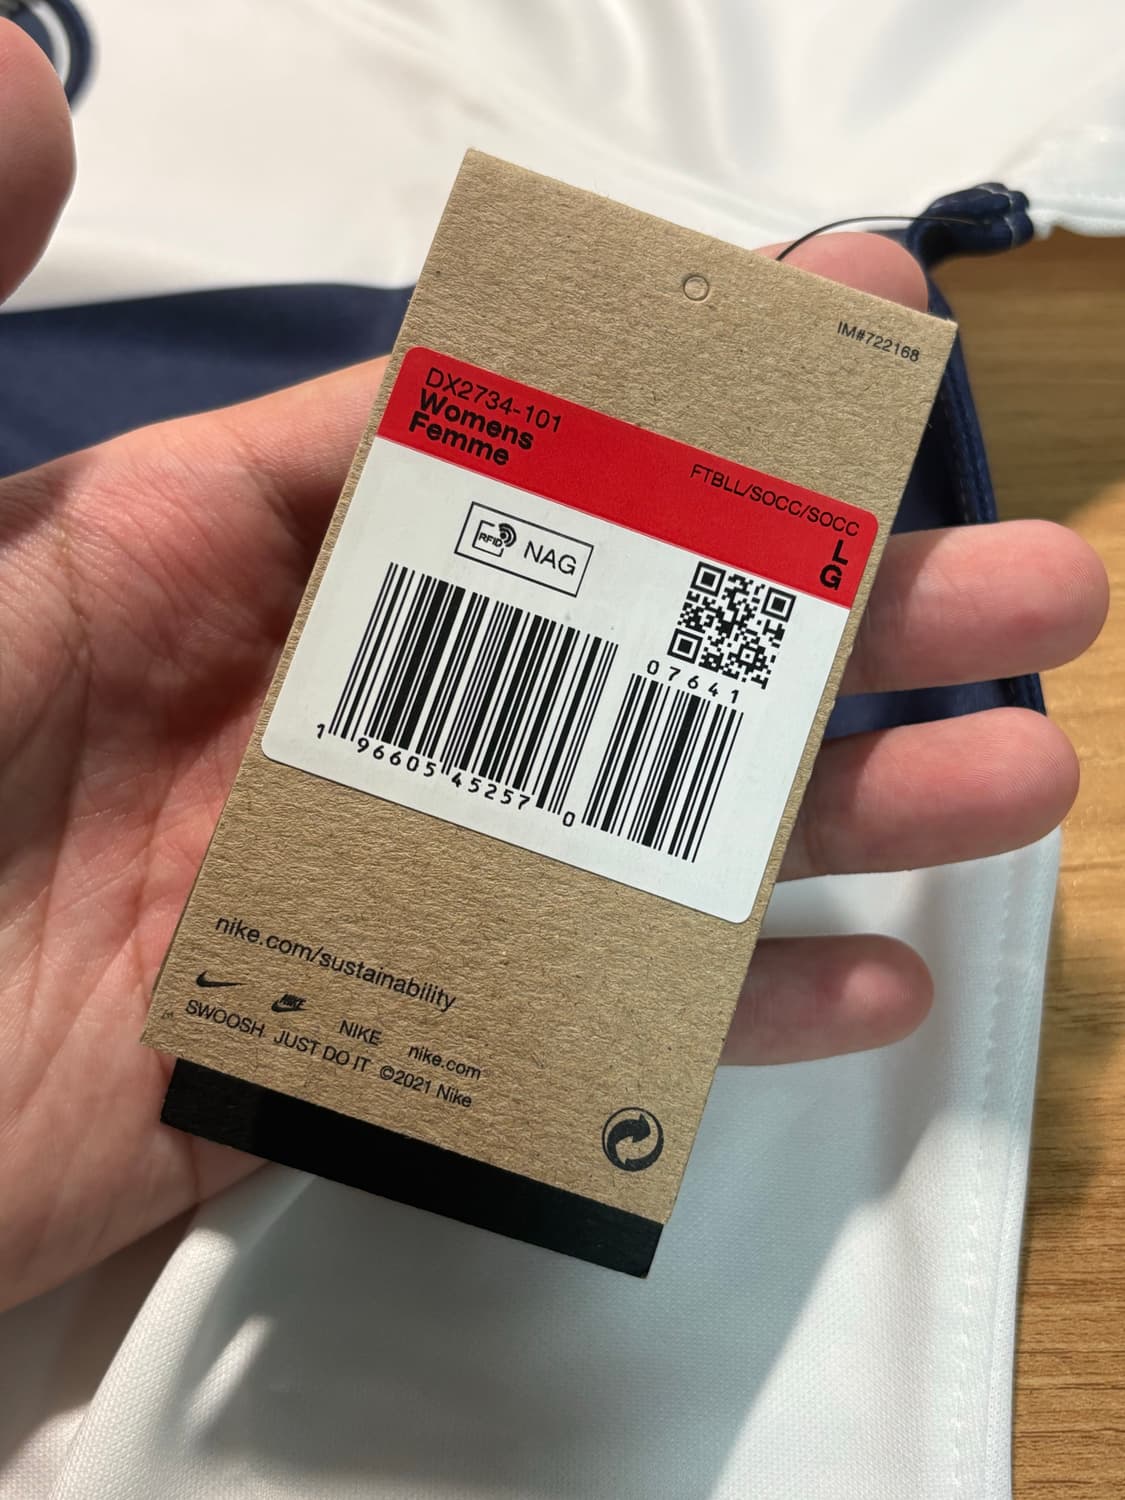 IM#722168
DX2734-101
Womens
Femme
FTBLL/SOCC/SOCC
L
G
RFID NAG
07641
1 96605 45257 0
nike.com/sustainability
NIKE
SWOOSH NIKE nike.com
JUST DO IT ©2021 Nike